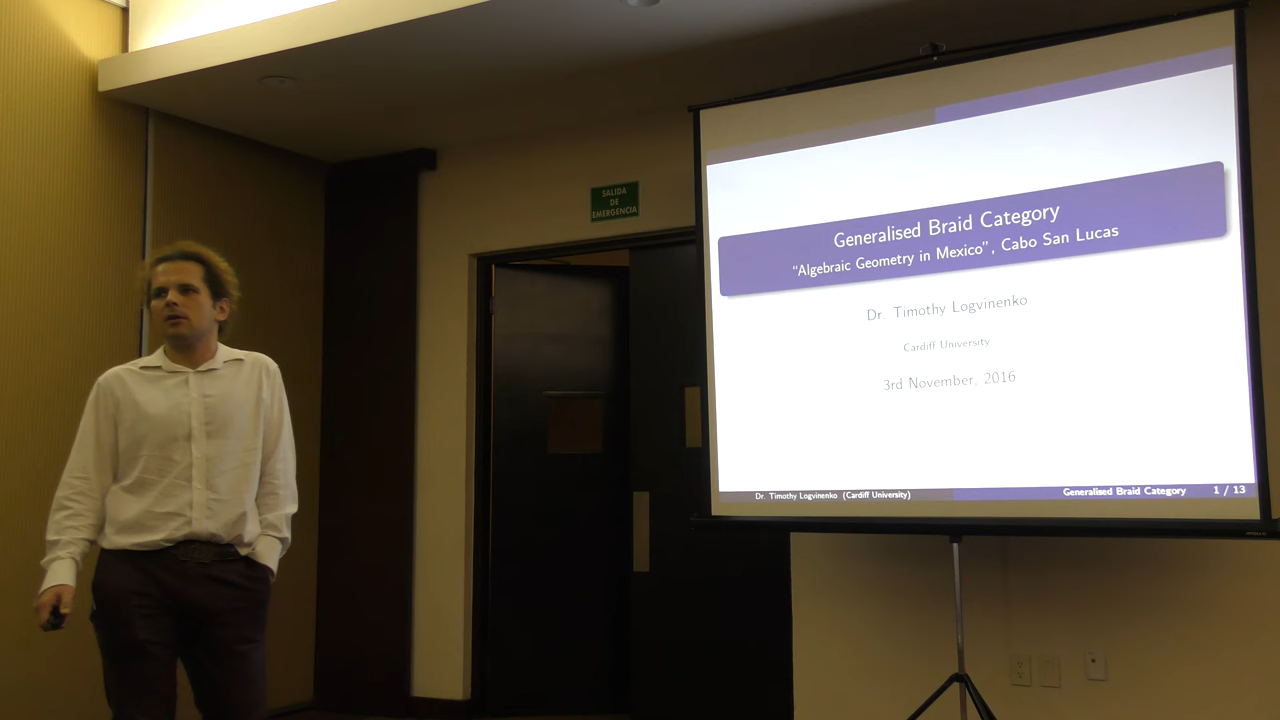 SALIDA
DE
EMERGENCIA
Generalised Braid Category
"Algebraic Geometry in Mexico", Cabo San Lucas
Dr. Timothy Logvinenko
Cardiff University
3rd November, 2016
Dr. Timothy Logvinenko (Cardiff University) Generalised Braid Category 1 / 13